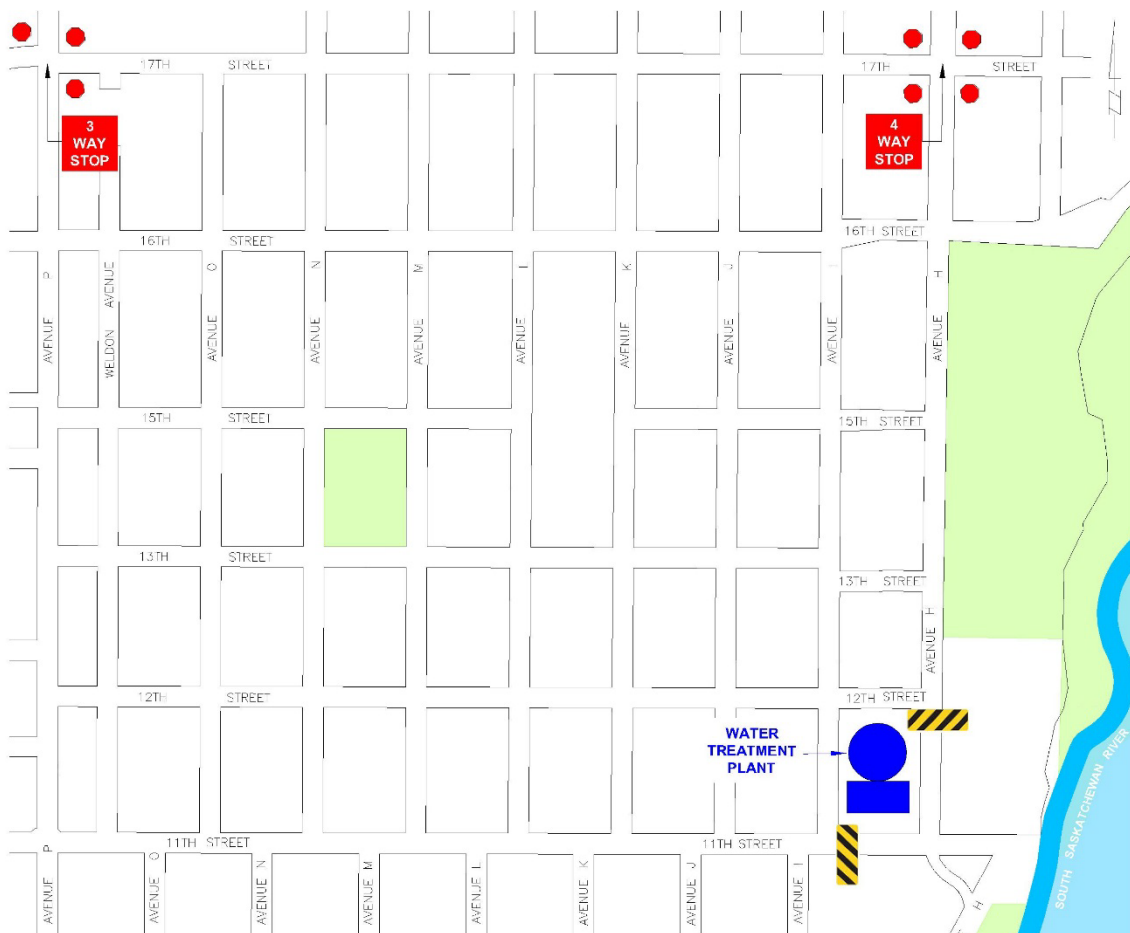 17TH STREET
17TH STREET
3
WAY
STOP
4
WAY
STOP
16TH STREET
16TH STREET
AVENUE P
WELDON AVENUE
AVENUE O
AVENUE N
AVENUE M
AVENUE L
AVENUE K
AVENUE J
AVENUE I
AVENUE H
15TH STREET
15TH STREET
13TH STREET
13TH STREET
AVENUE H
12TH STREET
12TH STREET
WATER
TREATMENT
PLANT
SOUTH SASKATCHEWAN RIVER
11TH STREET
11TH STREET
AVENUE P
AVENUE O
AVENUE N
AVENUE M
AVENUE L
AVENUE K
AVENUE J
AVENUE I
H